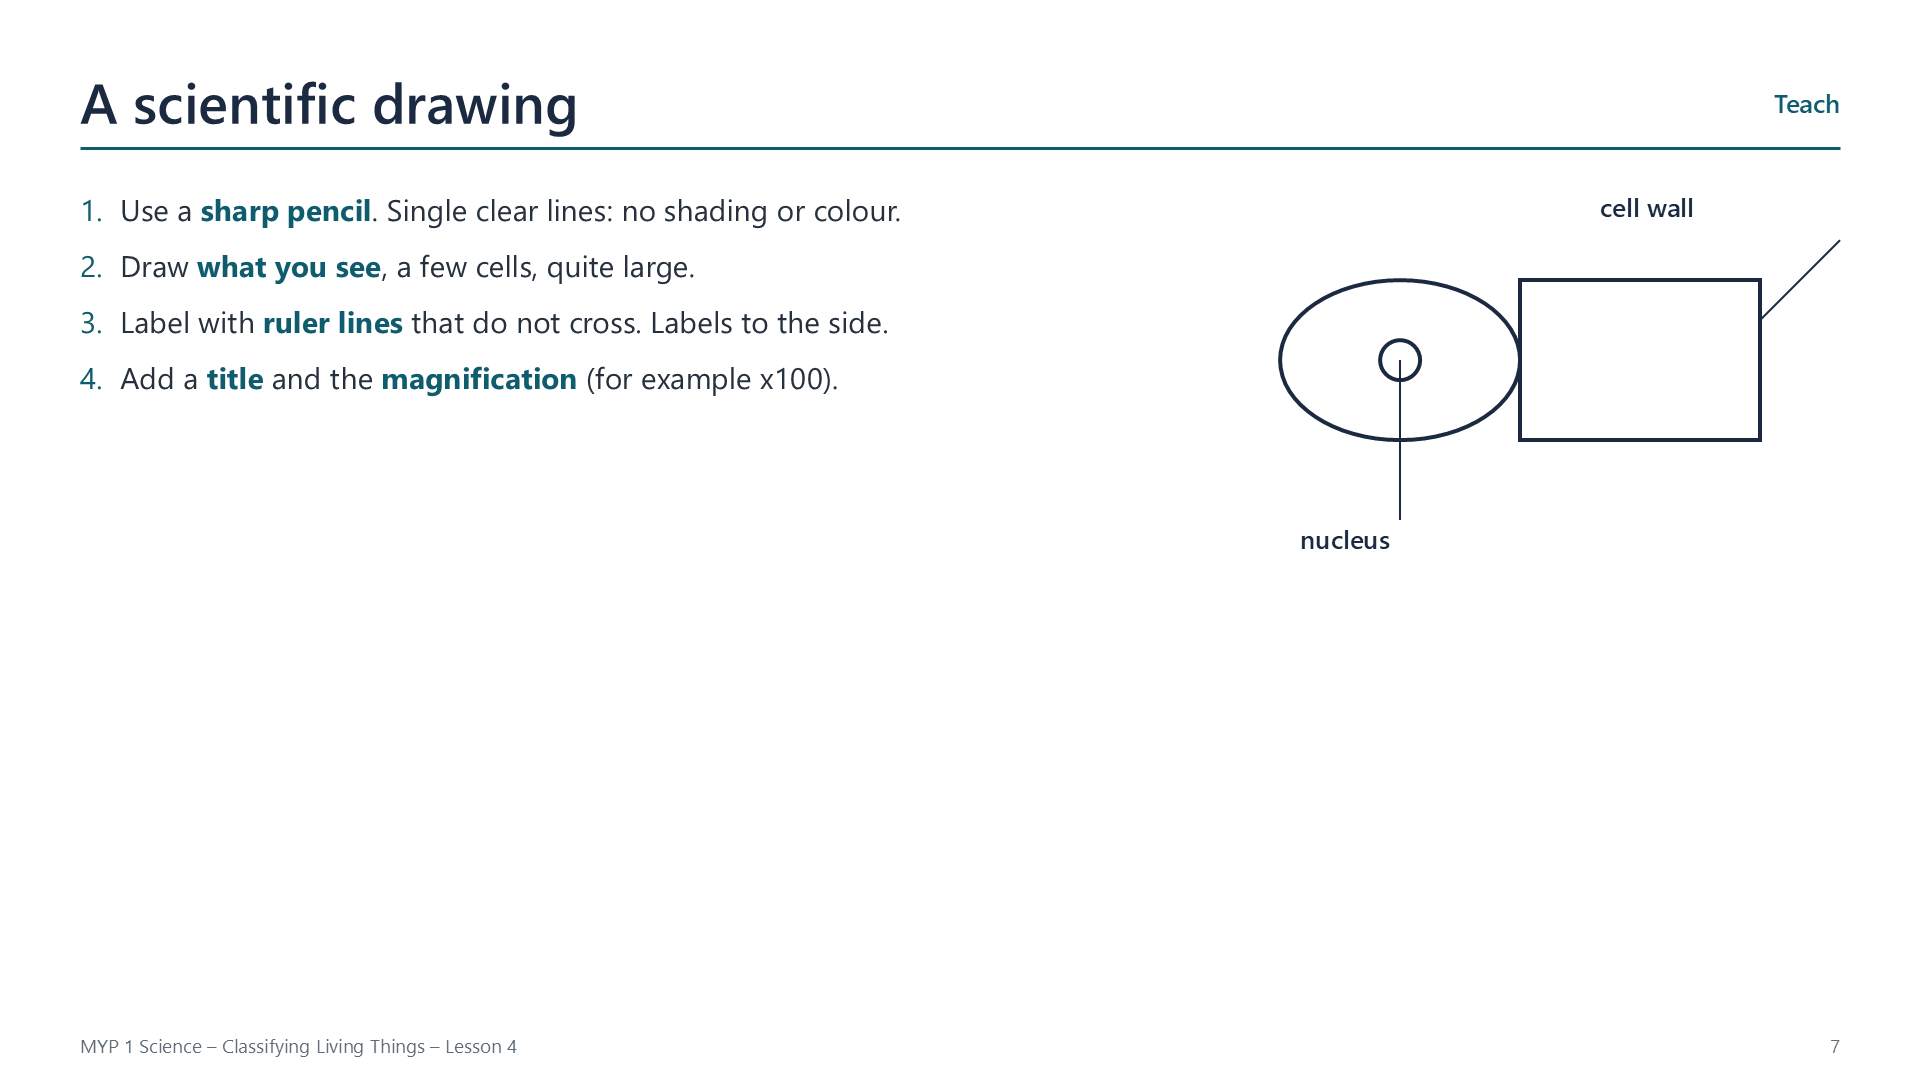 A scientific drawing
Teach
1. Use a sharp pencil. Single clear lines: no shading or colour.
2. Draw what you see, a few cells, quite large.
3. Label with ruler lines that do not cross. Labels to the side.
4. Add a title and the magnification (for example x100).
cell wall
nucleus
MYP 1 Science – Classifying Living Things – Lesson 4
7